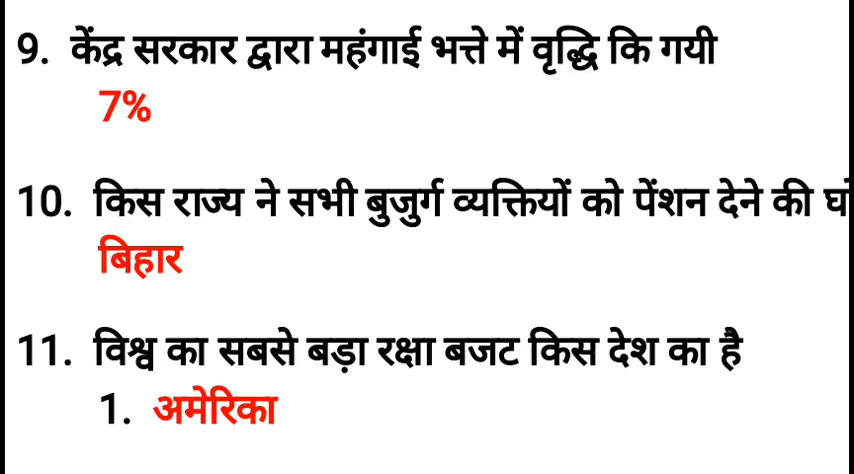 9. केंद्र सरकार द्वारा महंगाई भत्ते में वृद्धि कि गयी
7%
10. किस राज्य ने सभी बुजुर्ग व्यक्तियों को पेंशन देने की
बिहार
11. विश्व का सबसे बड़ा रक्षा बजट किस देश का है
1. अमेरिका